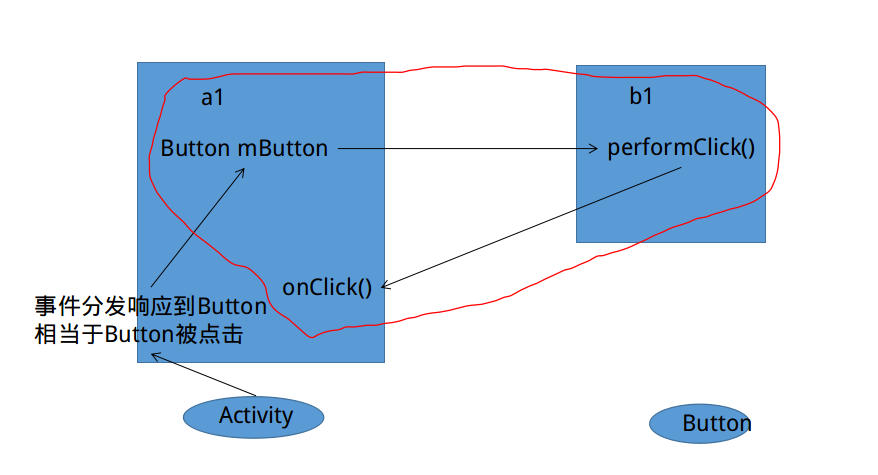 a1
b1
Button mButton
performClick()
onClick()
事件分发响应到Button
相当于Button被点击
Activity
Button